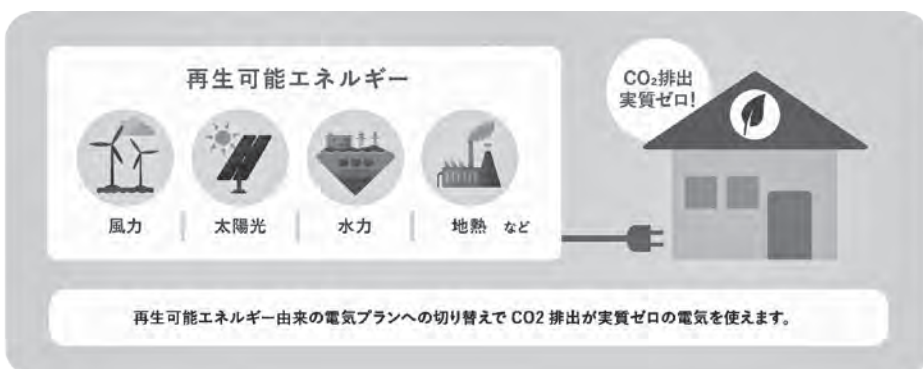 再生可能エネルギー
CO₂排出
実質ゼロ!
風力
太陽光
水力
地熱 など
再生可能エネルギー由来の電気プランへの切り替えで CO2 排出が実質ゼロの電気を使えます。